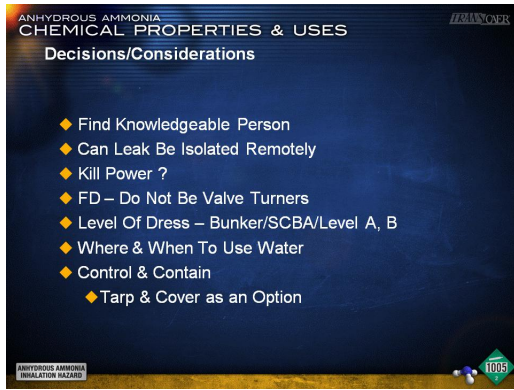 ANHYDROUS AMMONIA
CHEMICAL PROPERTIES & USES
TRANSCAER
Decisions/Considerations
Find Knowledgeable Person
Can Leak Be Isolated Remotely
Kill Power ?
FD – Do Not Be Valve Turners
Level Of Dress – Bunker/SCBA/Level A, B
Where & When To Use Water
Control & Contain
Tarp & Cover as an Option
ANHYDROUS AMMONIA
INHALATION HAZARD
1005
2